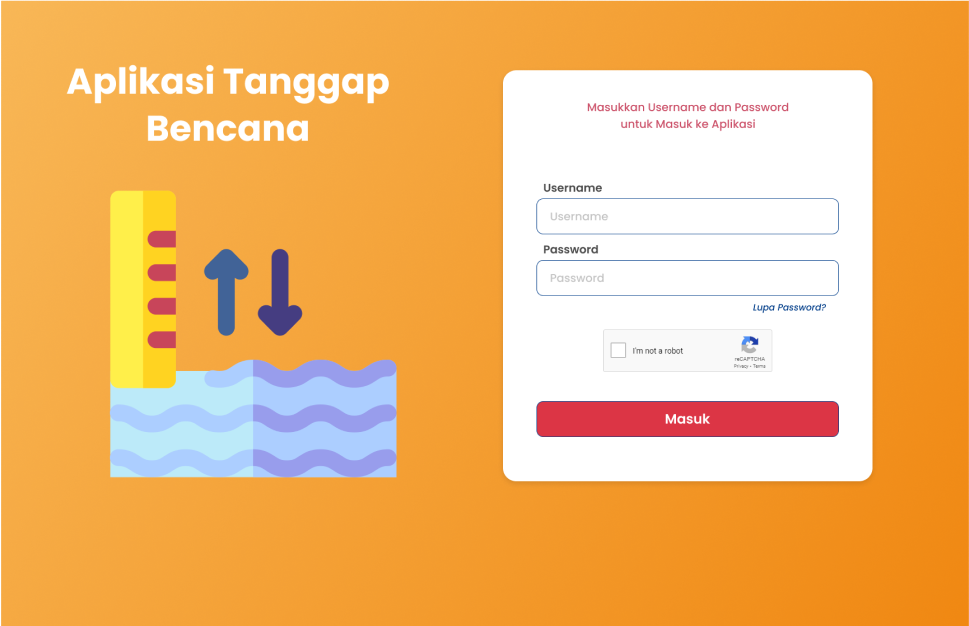 Aplikasi Tanggap
Bencana
Masukkan Username dan Password
untuk Masuk ke Aplikasi
Username
Username
Password
Password
Lupa Password?
I'm not a robot
reCAPTCHA
Privacy - Terms
Masuk